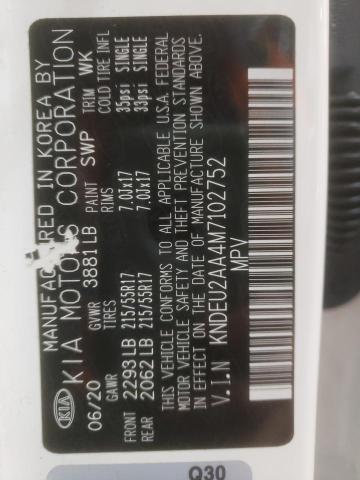 MANUFACTURED IN KOREA BY
KIA KIA MOTORS CORPORATION
06/20 GVWR 3881LB PAINT SWP TRIM WK
GAWR RIMS COLD TIRE INFL
FRONT 2293LB 215/55R17 7.0Jx17 35psi SINGLE
REAR 2062LB 215/55R17 7.0Jx17 33psi SINGLE
THIS VEHICLE CONFORMS TO ALL APPLICABLE U.S.A. FEDERAL
MOTOR VEHICLE SAFETY AND THEFT PREVENTION STANDARDS
IN EFFECT ON THE DATE OF MANUFACTURE SHOWN ABOVE.
V.I.N KNDEU2AA4M7102752
MPV
Q30